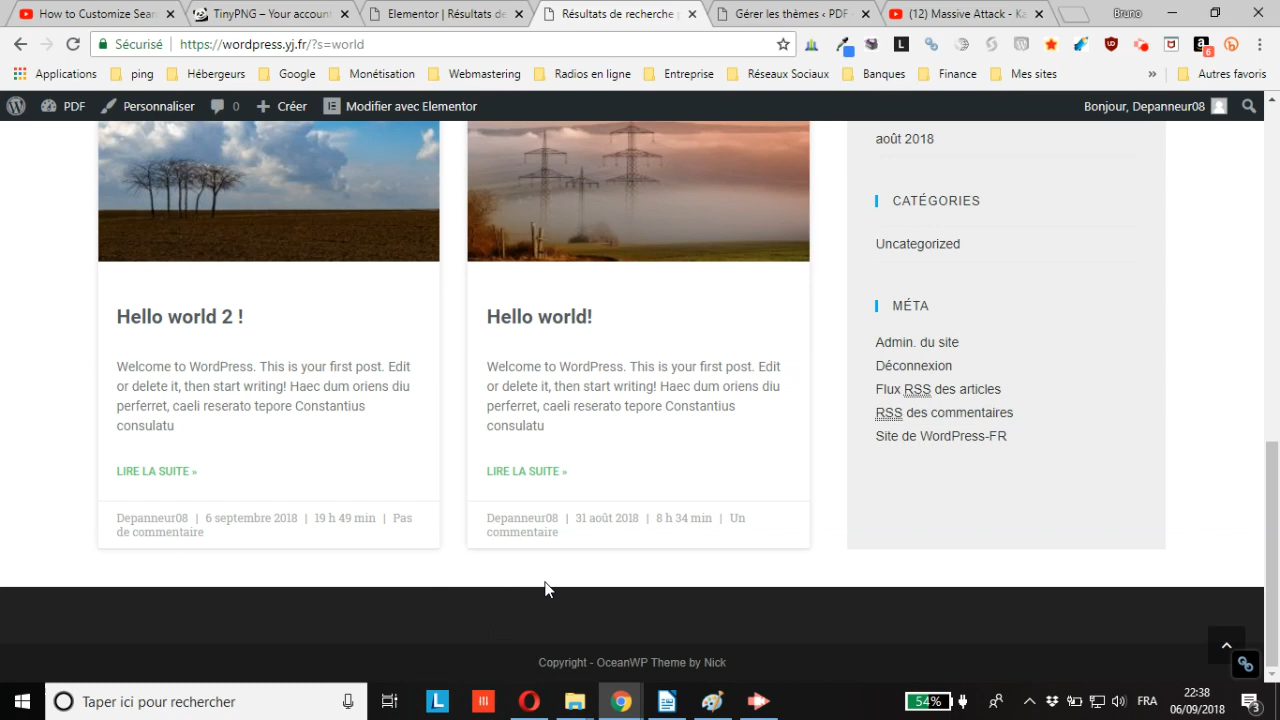 How to Customize Sear
TinyPNG – Your account
Elementor | Résultats de
Résultats de recherche
Gérer les thèmes ‹ PDF
(12) Massive Attack - Ka
Bruno
Sécurisé
https://wordpress.yj.fr/?s=world
6
Applications
ping
Hébergeurs
Google
Monétisation
Webmastering
Radios en ligne
Entreprise
Réseaux Sociaux
Banques
Finance
Mes sites
»
Autres favoris
PDF
Personnaliser
0
Créer
Modifier avec Elementor
Bonjour, Depanneur08
août 2018
CATÉGORIES
Uncategorized
MÉTA
Admin. du site
Déconnexion
Flux RSS des articles
RSS des commentaires
Site de WordPress-FR
Hello world 2 !
Welcome to WordPress. This is your first post. Edit
or delete it, then start writing! Haec dum oriens diu
perferret, caeli reserato tepore Constantius
consulatu
LIRE LA SUITE »
Depanneur08 | 6 septembre 2018 | 19 h 49 min | Pas
de commentaire
Hello world!
Welcome to WordPress. This is your first post. Edit
or delete it, then start writing! Haec dum oriens diu
perferret, caeli reserato tepore Constantius
consulatu
LIRE LA SUITE »
Depanneur08 | 31 août 2018 | 8 h 34 min | Un
commentaire
Copyright - OceanWP Theme by Nick
Taper ici pour rechercher
54%
FRA
22:38
06/09/2018
3